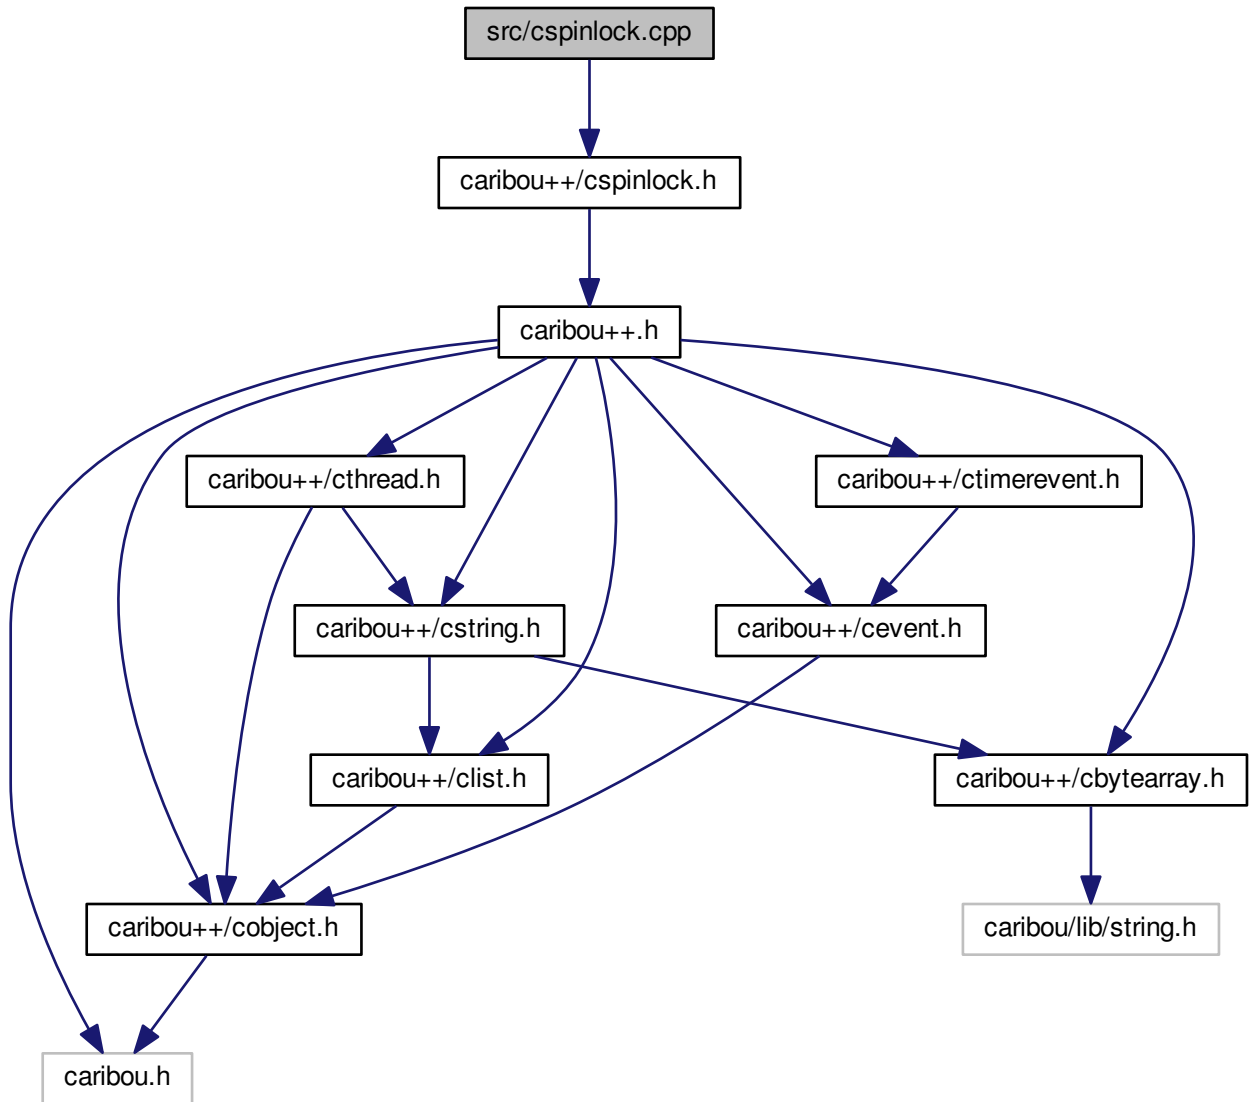 src/cspinlock.cpp
caribou++/cspinlock.h
caribou++.h
caribou++/cthread.h
caribou++/ctimerevent.h
caribou++/cstring.h
caribou++/cevent.h
caribou++/clist.h
caribou++/cbytearray.h
caribou++/cobject.h
caribou/lib/string.h
caribou.h